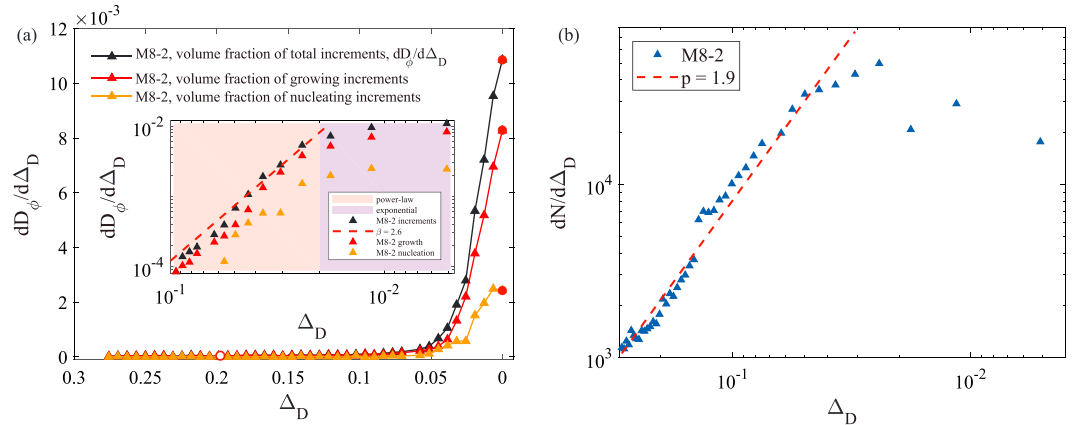 (a)
×10⁻³
12
10
8
6
4
2
0
dD_ϕ/dΔ_D
M8-2, volume fraction of total increments, dD_ϕ/dΔ_D
M8-2, volume fraction of growing increments
M8-2, volume fraction of nucleating increments
10⁻²
10⁻⁴
dD_ϕ/dΔ_D
power-law
exponential
M8-2 increments
β = 2.6
M8-2 growth
M8-2 nucleation
10⁻¹
10⁻²
Δ_D
0.3
0.25
0.2
0.15
0.1
0.05
0
Δ_D
(b)
M8-2
p = 1.9
10⁴
10³
dN/dΔ_D
10⁻¹
10⁻²
Δ_D